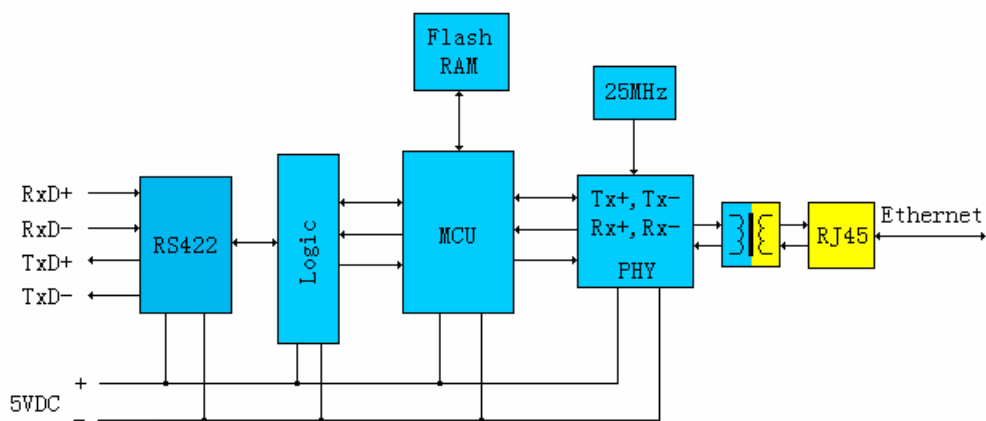 Flash
RAM
25MHz
RxD+
RxD-
TxD+
TxD-
RS422
Logic
MCU
Tx+,Tx-
Rx+,Rx-
PHY
RJ45
Ethernet
+
5VDC
-